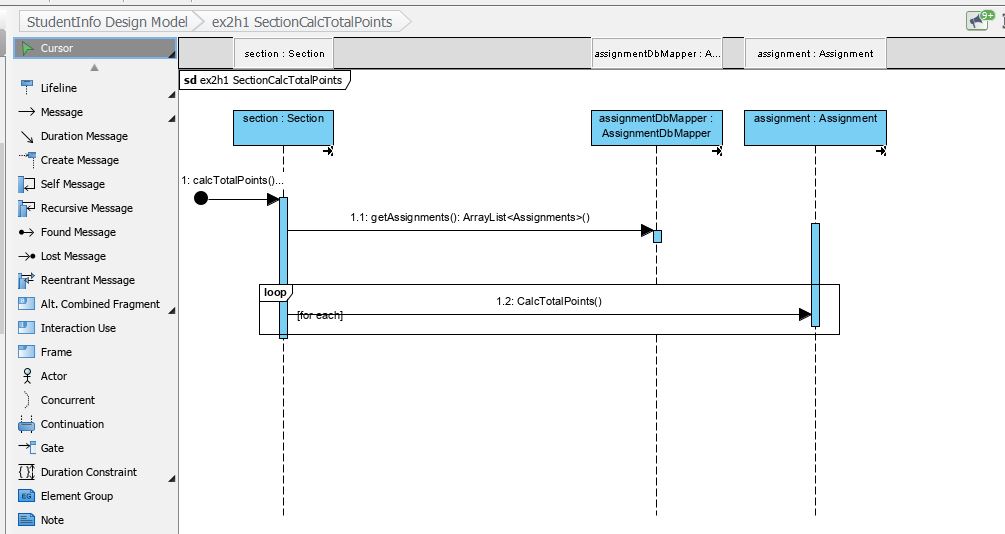 StudentInfo Design Model
ex2h1 SectionCalcTotalPoints
9+
Cursor
Lifeline
Message
Duration Message
Create Message
Self Message
Recursive Message
Found Message
Lost Message
Reentrant Message
Alt. Combined Fragment
Interaction Use
Frame
Actor
Concurrent
Continuation
Gate
Duration Constraint
Element Group
Note
section : Section
assignmentDbMapper : A...
assignment : Assignment
sd ex2h1 SectionCalcTotalPoints
section : Section
assignmentDbMapper :
AssignmentDbMapper
assignment : Assignment
1: calcTotalPoints()...
1.1: getAssignments(): ArrayList<Assignments>()
loop
1.2: CalcTotalPoints()
[for each]